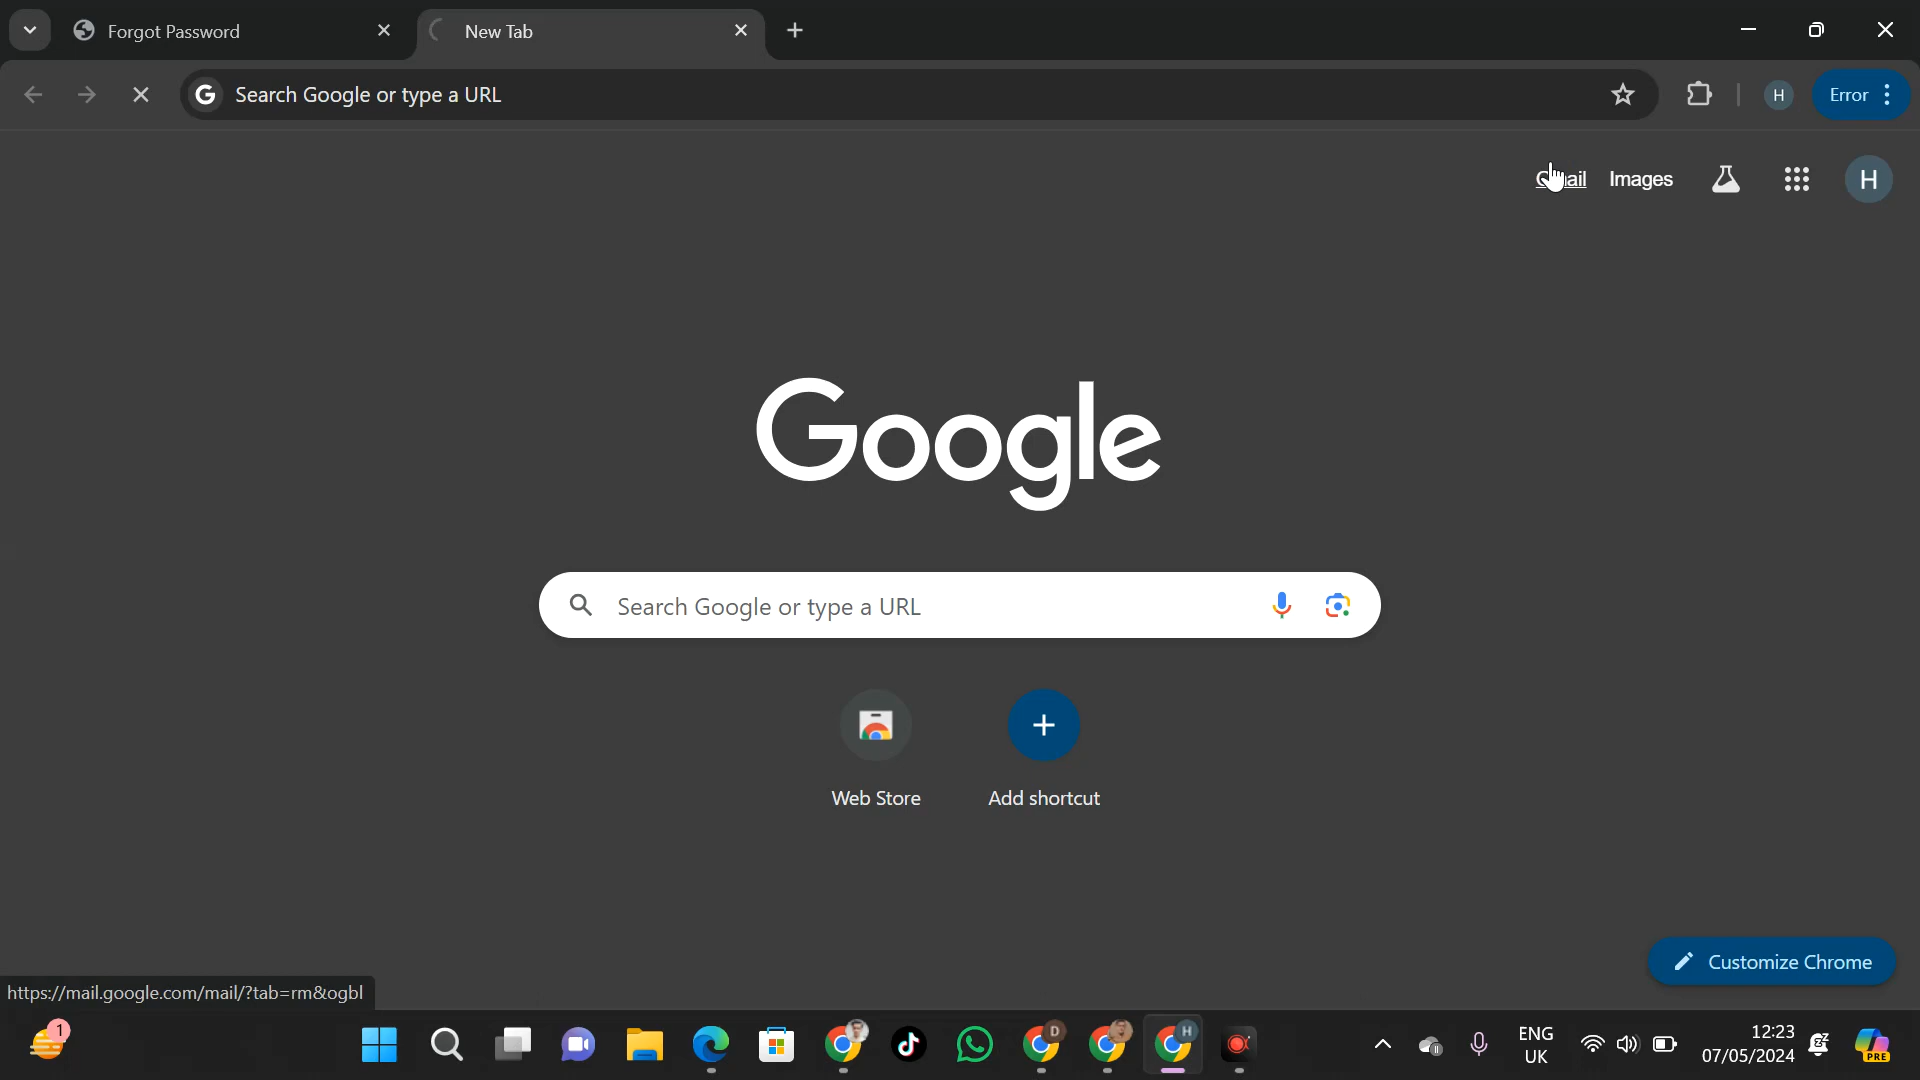 Forgot Password
New Tab
Search Google or type a URL
H
Error
Images
H
Google
Search Google or type a URL
Web Store
Add shortcut
Customize Chrome
https://mail.google.com/mail/?tab=rm&ogbl
1
D
H
ENG
UK
12:23
07/05/2024
PRE